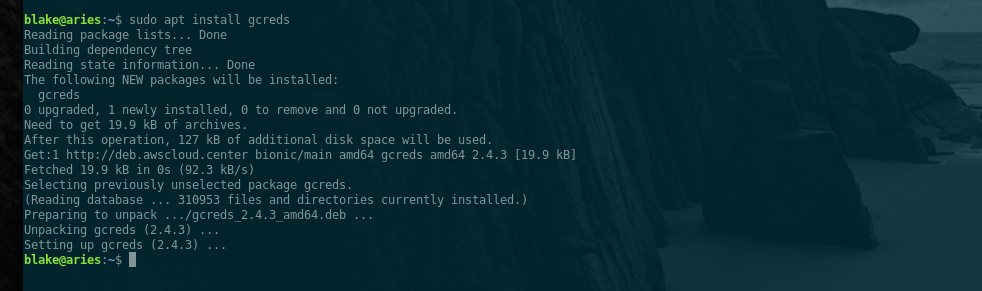 blake@aries:~$ sudo apt install gcreds
Reading package lists... Done
Building dependency tree
Reading state information... Done
The following NEW packages will be installed:
  gcreds
0 upgraded, 1 newly installed, 0 to remove and 0 not upgraded.
Need to get 19.9 kB of archives.
After this operation, 127 kB of additional disk space will be used.
Get:1 http://deb.awscloud.center bionic/main amd64 gcreds amd64 2.4.3 [19.9 kB]
Fetched 19.9 kB in 0s (92.3 kB/s)
Selecting previously unselected package gcreds.
(Reading database ... 310953 files and directories currently installed.)
Preparing to unpack .../gcreds_2.4.3_amd64.deb ...
Unpacking gcreds (2.4.3) ...
Setting up gcreds (2.4.3) ...
blake@aries:~$